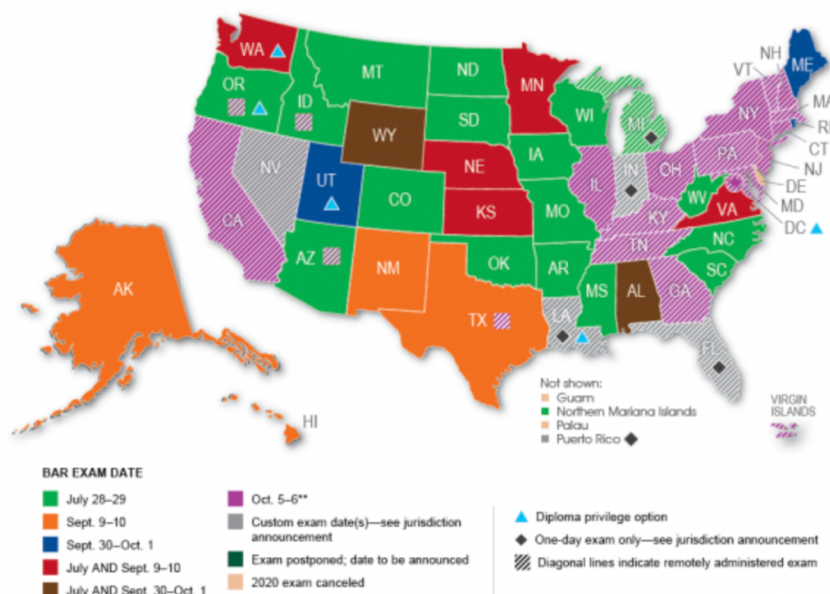 WA
MT
ND
MN
OR
ID
SD
WI
MI
NH
VT
ME
NY
MA
RI
CT
WY
NE
IA
PA
NJ
NV
UT
CO
IL
IN
OH
DE
MD
DC
CA
KS
MO
WV
VA
KY
AZ
NM
OK
AR
TN
NC
SC
AK
TX
LA
MS
AL
GA
FL
HI
Not shown:
Guam
Northern Mariana Islands
Palau
Puerto Rico
VIRGIN
ISLANDS
BAR EXAM DATE
July 28–29
Sept. 9–10
Sept. 30–Oct. 1
July AND Sept. 9–10
July AND Sept. 30–Oct. 1
Oct. 5–6**
Custom exam date(s)—see jurisdiction
announcement
Exam postponed; date to be announced
2020 exam canceled
Diploma privilege option
One-day exam only—see jurisdiction announcement
Diagonal lines indicate remotely administered exam